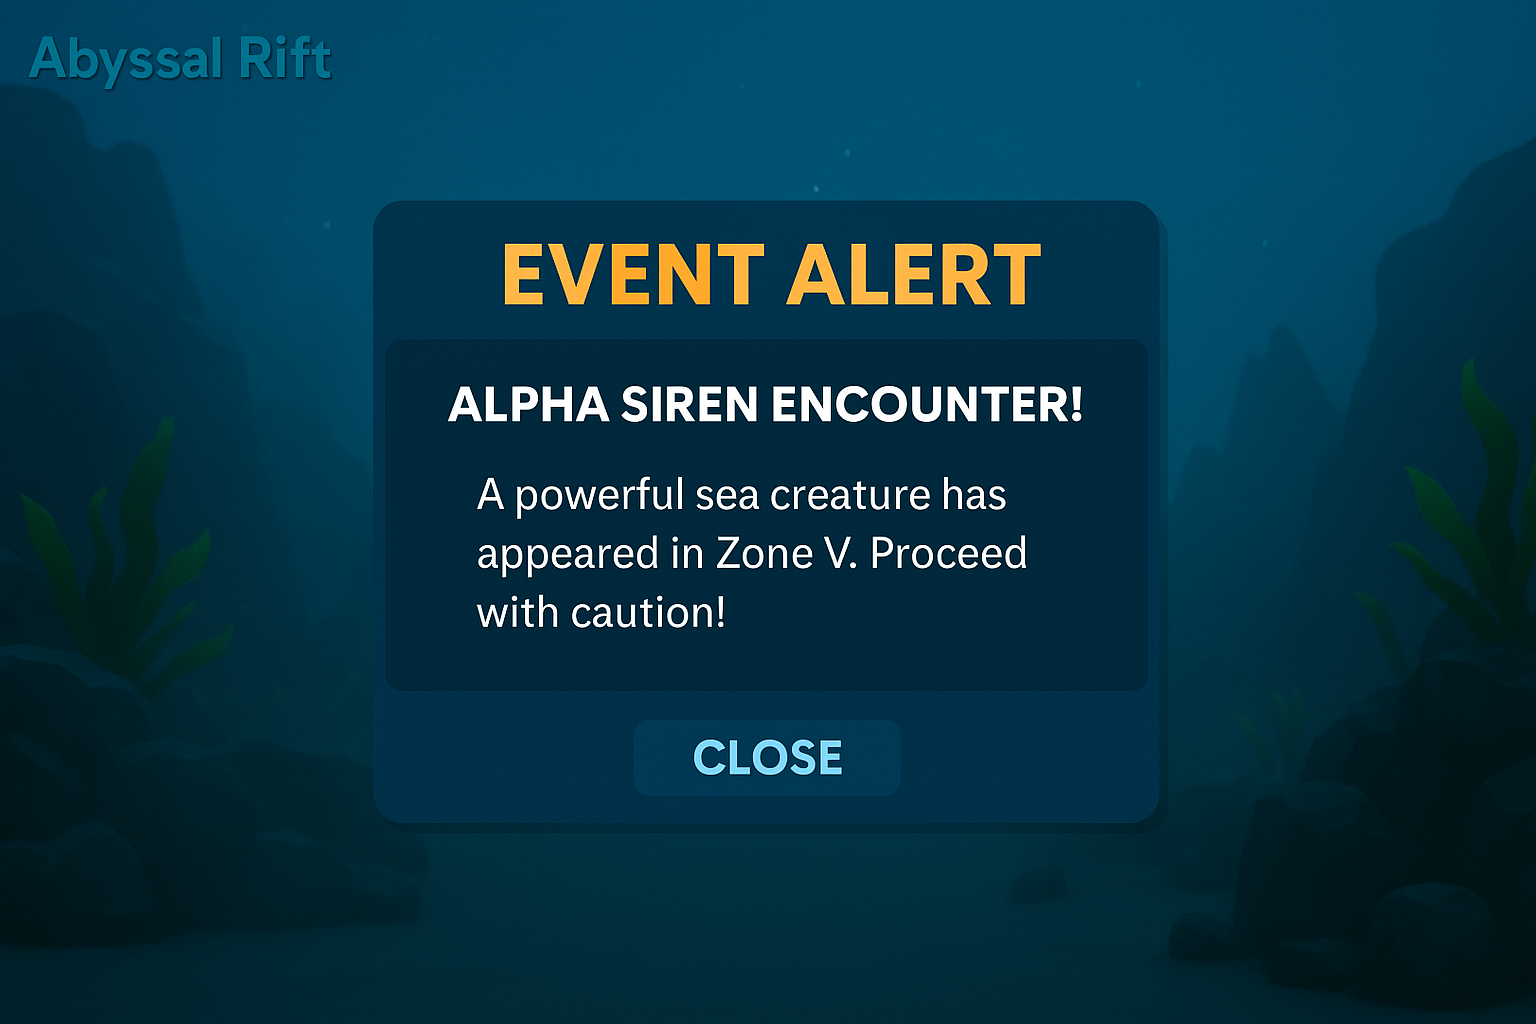 Abyssal Rift
EVENT ALERT
ALPHA SIREN ENCOUNTER!
A powerful sea creature has
appeared in Zone V. Proceed
with caution!
CLOSE